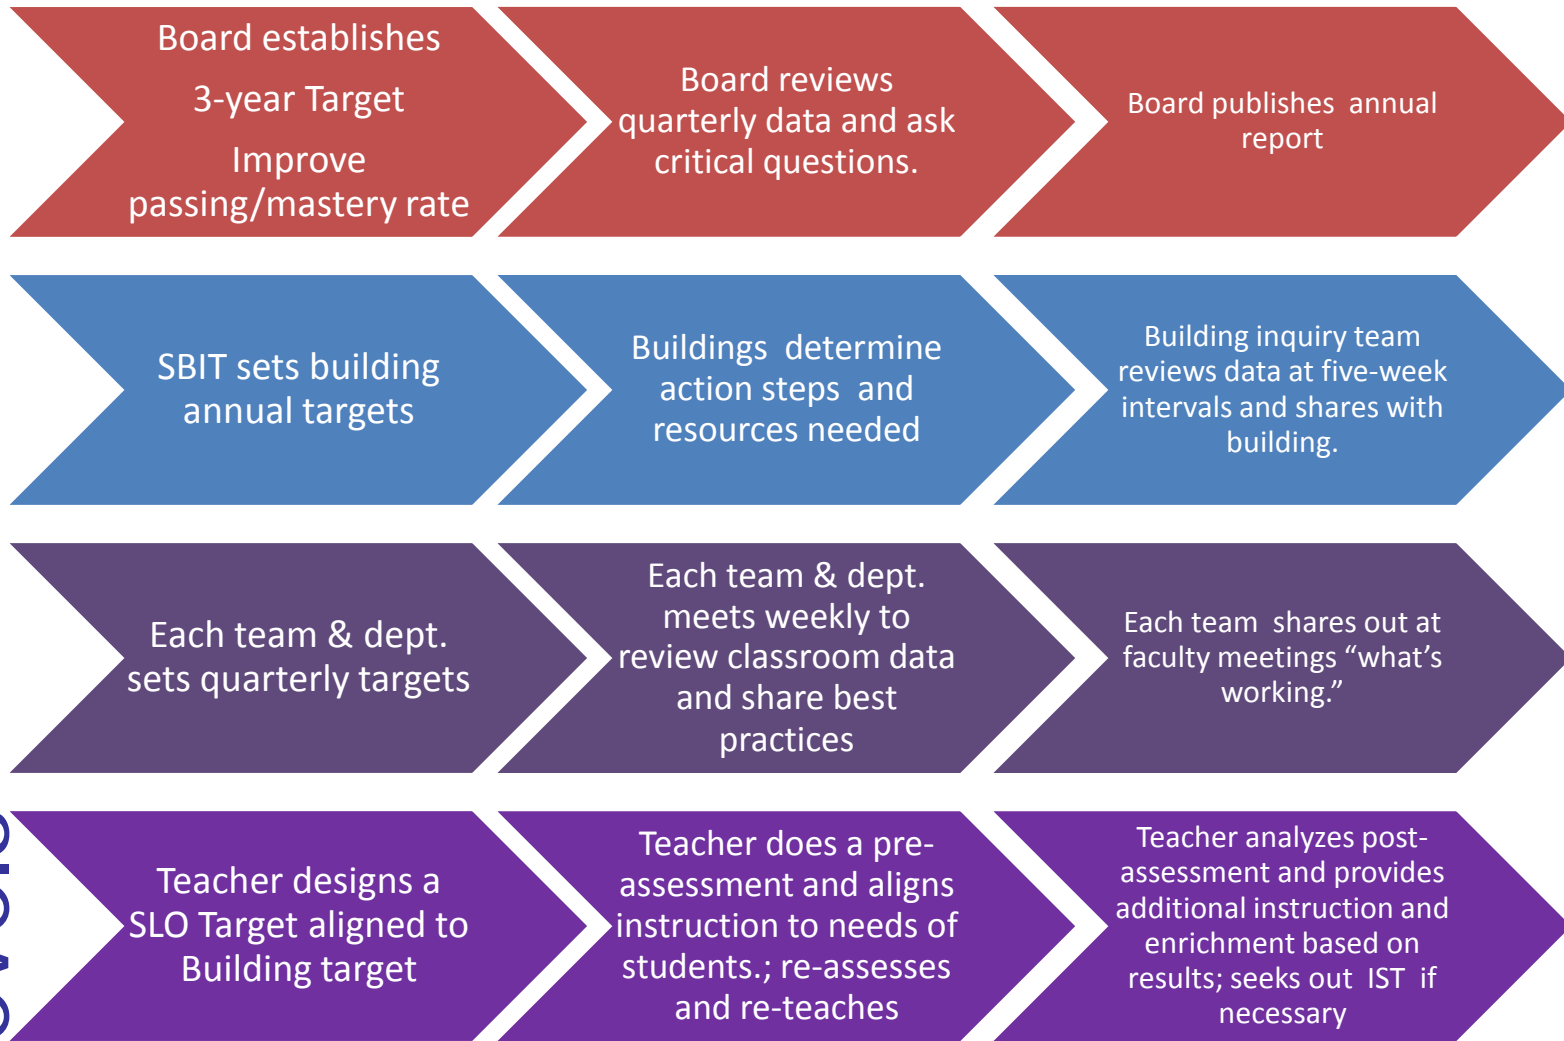 Board establishes
3-year Target
Improve
passing/mastery rate
Board reviews
quarterly data and ask
critical questions.
Board publishes  annual
report
SBIT sets building
annual targets
Buildings  determine
action steps  and
resources needed
Building inquiry team
reviews data at five-week
intervals and shares with
building.
Each team & dept.
sets quarterly targets
Each team & dept.
meets weekly to
review classroom data
and share best
practices
Each team  shares out at
faculty meetings “what’s
working.”
Teacher designs a
SLO Target aligned to
Building target
Teacher does a pre-
assessment and aligns
instruction to needs of
students.; re-assesses
and re-teaches
Teacher analyzes post-
assessment and provides
additional instruction and
enrichment based on
results; seeks out  IST  if
necessary